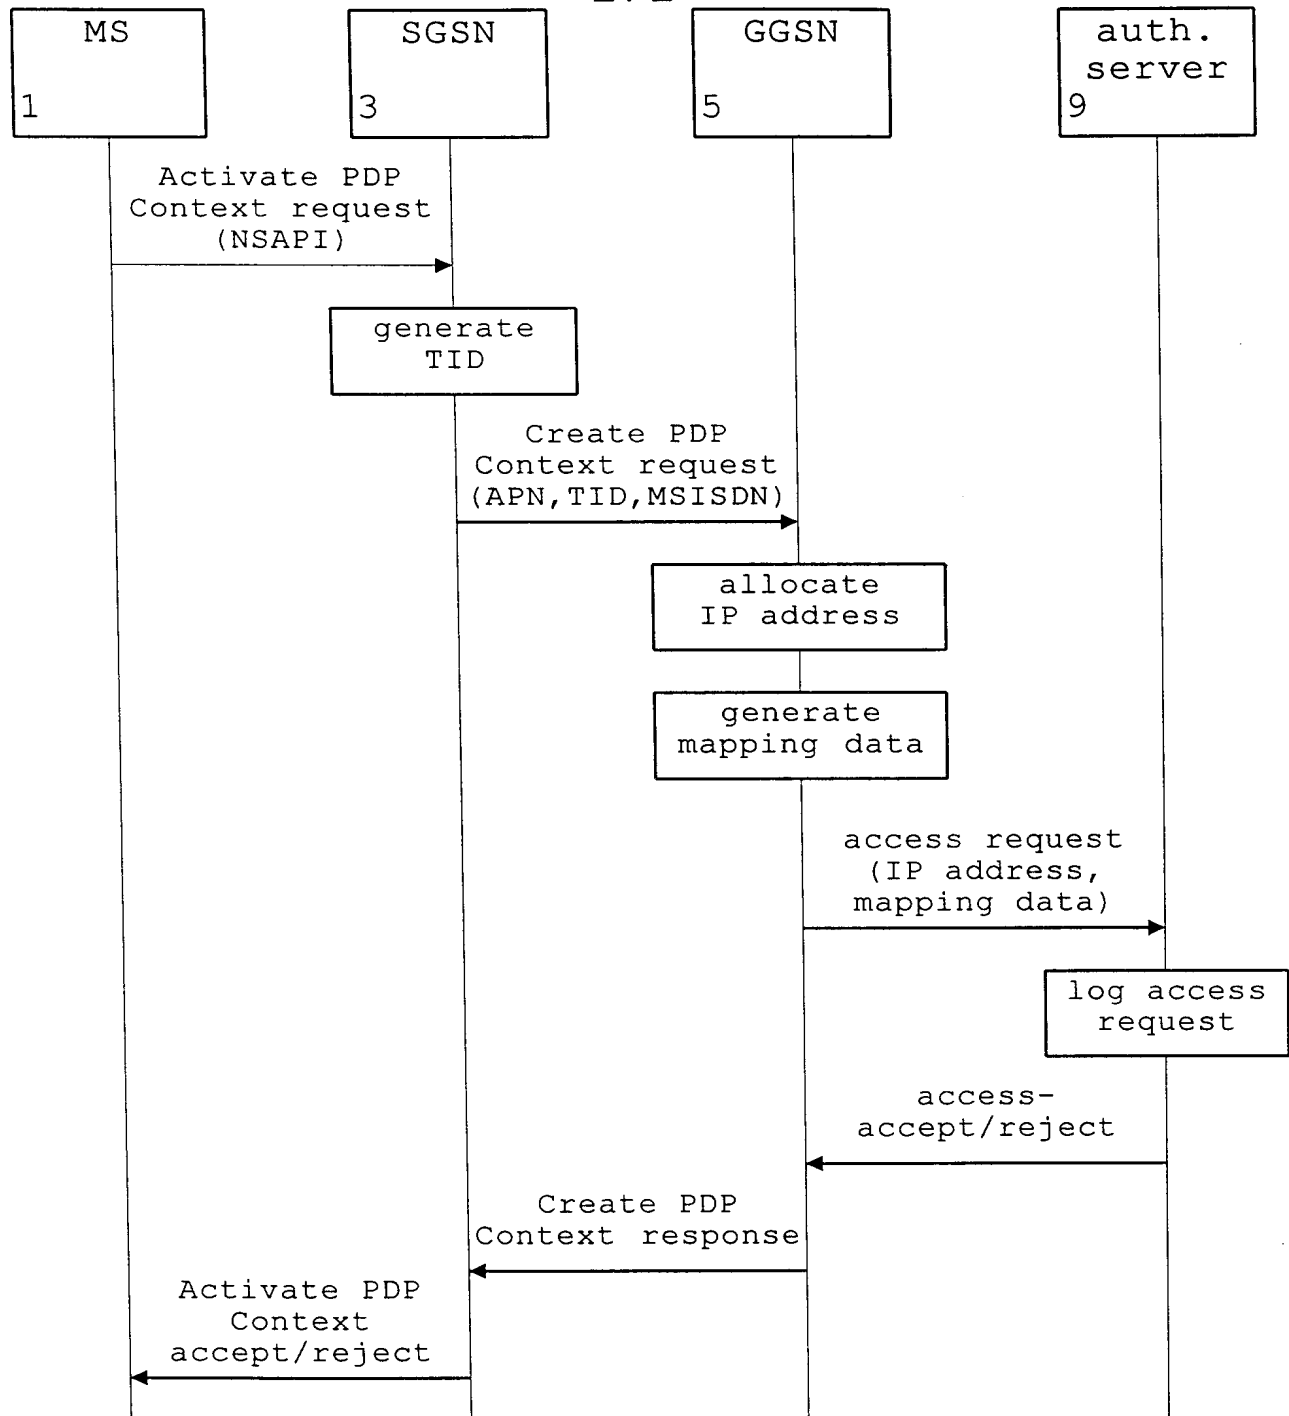 MS
1
SGSN
3
GGSN
5
auth.
server
9
Activate PDP
Context request
(NSAPI)
generate
TID
Create PDP
Context request
(APN,TID,MSISDN)
allocate
IP address
generate
mapping data
access request
(IP address,
mapping data)
log access
request
access-
accept/reject
Create PDP
Context response
Activate PDP
Context
accept/reject